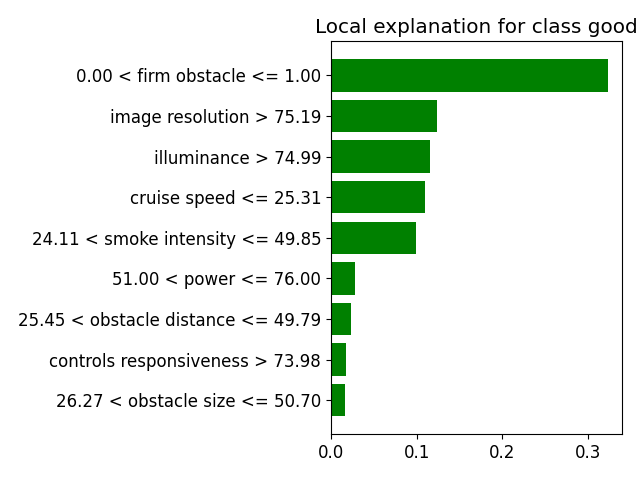 Local explanation for class good
0.00 < firm obstacle <= 1.00
image resolution > 75.19
illuminance > 74.99
cruise speed <= 25.31
24.11 < smoke intensity <= 49.85
51.00 < power <= 76.00
25.45 < obstacle distance <= 49.79
controls responsiveness > 73.98
26.27 < obstacle size <= 50.70
0.0 0.1 0.2 0.3